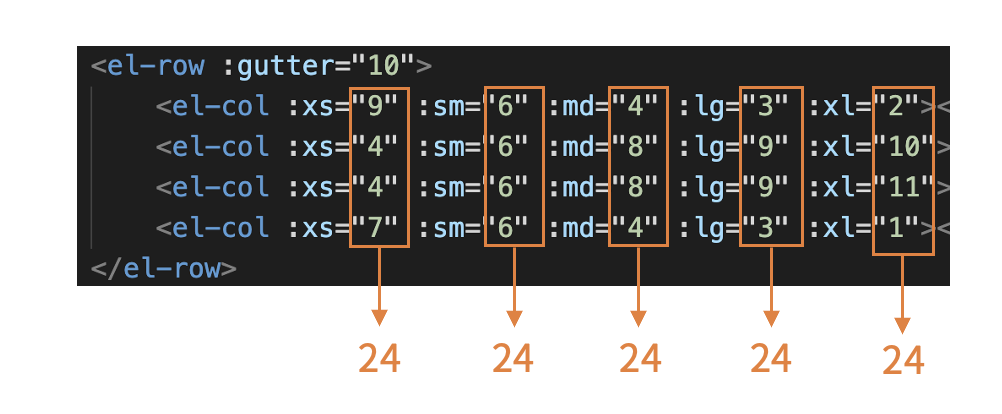 <el-row :gutter="10">
<el-col :xs="9" :sm="6" :md="4" :lg="3" :xl="2"><
<el-col :xs="4" :sm="6" :md="8" :lg="9" :xl="10">
<el-col :xs="4" :sm="6" :md="8" :lg="9" :xl="11">
<el-col :xs="7" :sm="6" :md="4" :lg="3" :xl="1"><
</el-row>
24 24 24 24 24